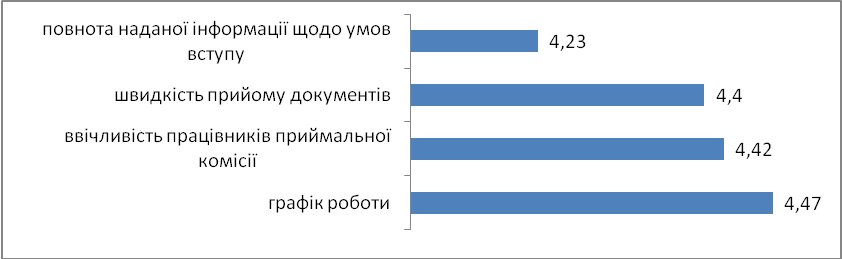 повнота наданої інформації щодо умов
вступу
4,23
швидкість прийому документів
4,4
ввічливість працівників приймальної
комісії
4,42
графік роботи
4,47